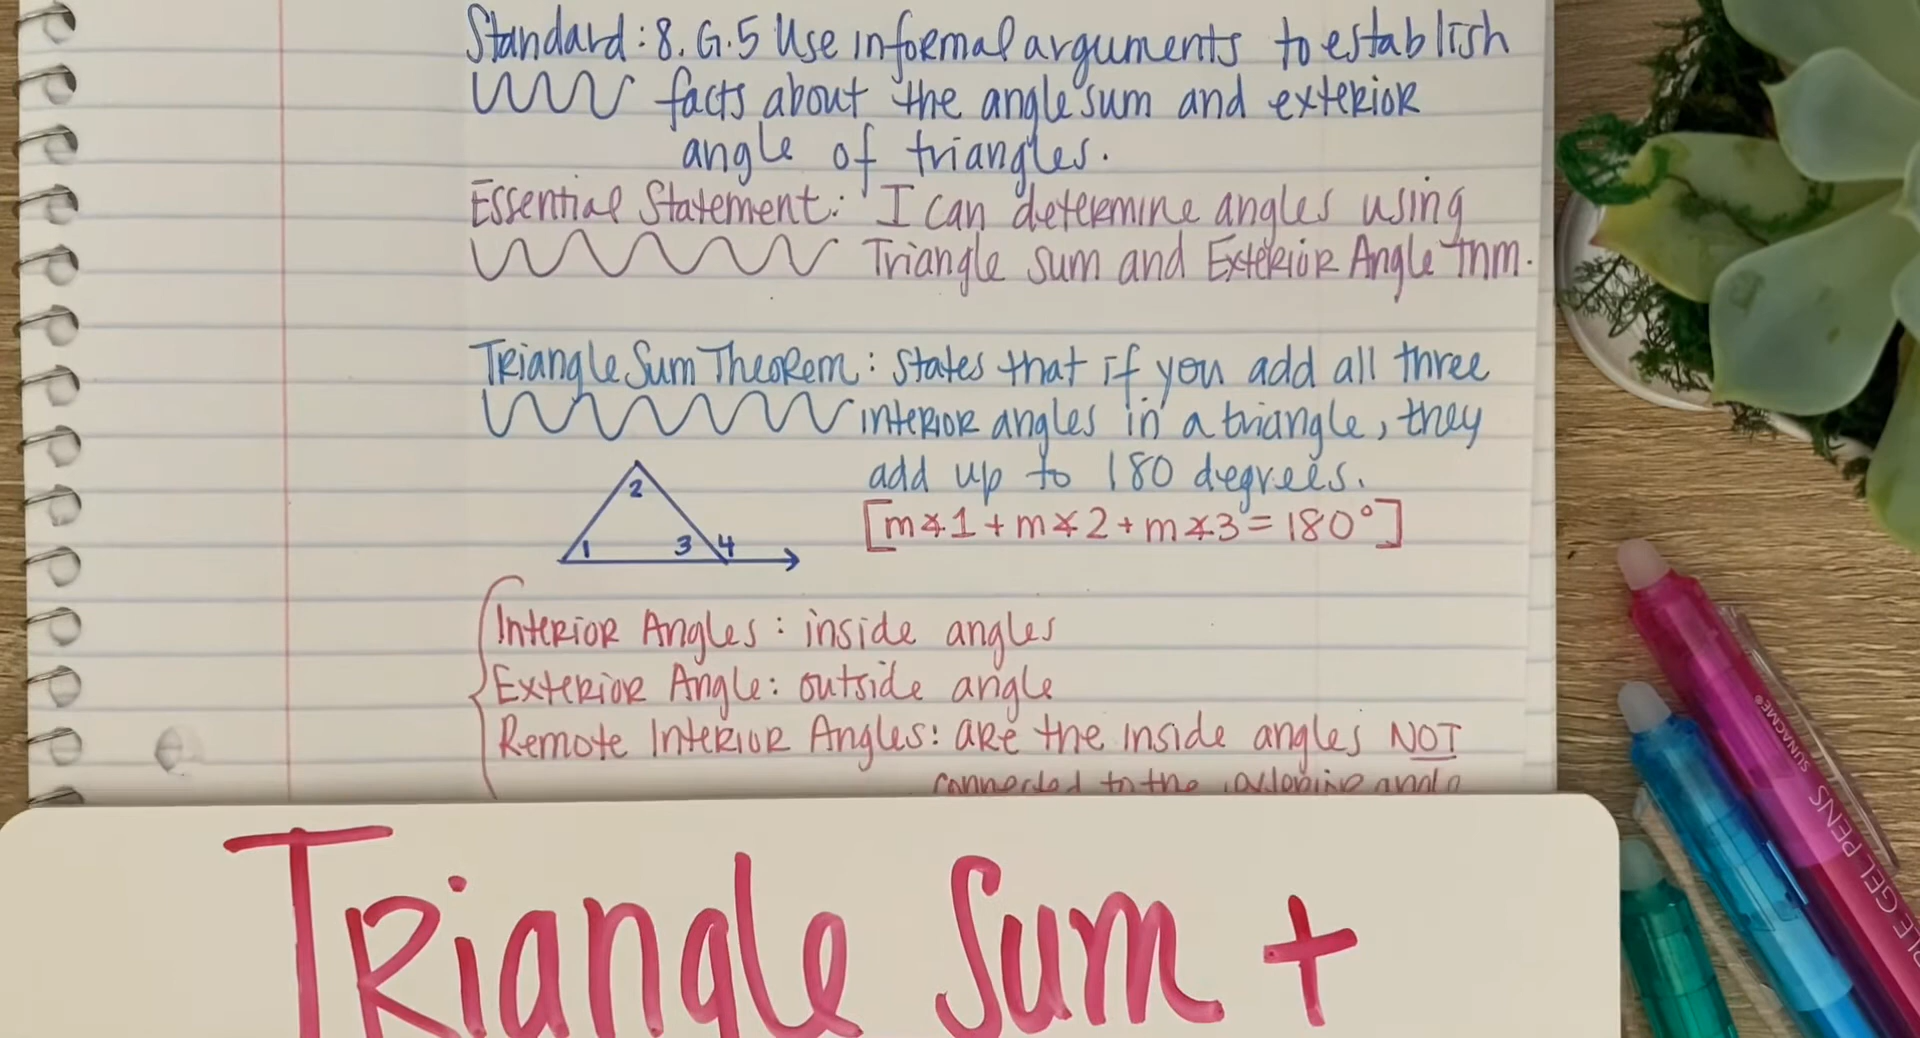 Standard: 8.G.5 Use informal arguments to establish
facts about the angle sum and exterior
angle of triangles.
Essential Statement: I can determine angles using
Triangle sum and Exterior Angle Thm.
Triangle Sum Theorem: States that if you add all three
interior angles in a triangle, they
add up to 180 degrees.
[m∡1 + m∡2 + m∡3 = 180°]
2
1 3 4
Interior Angles: inside angles
Exterior Angle: outside angle
Remote Interior Angles: are the inside angles NOT
connected to the
Triangle Sum +
SUNACME®
GEL PENS